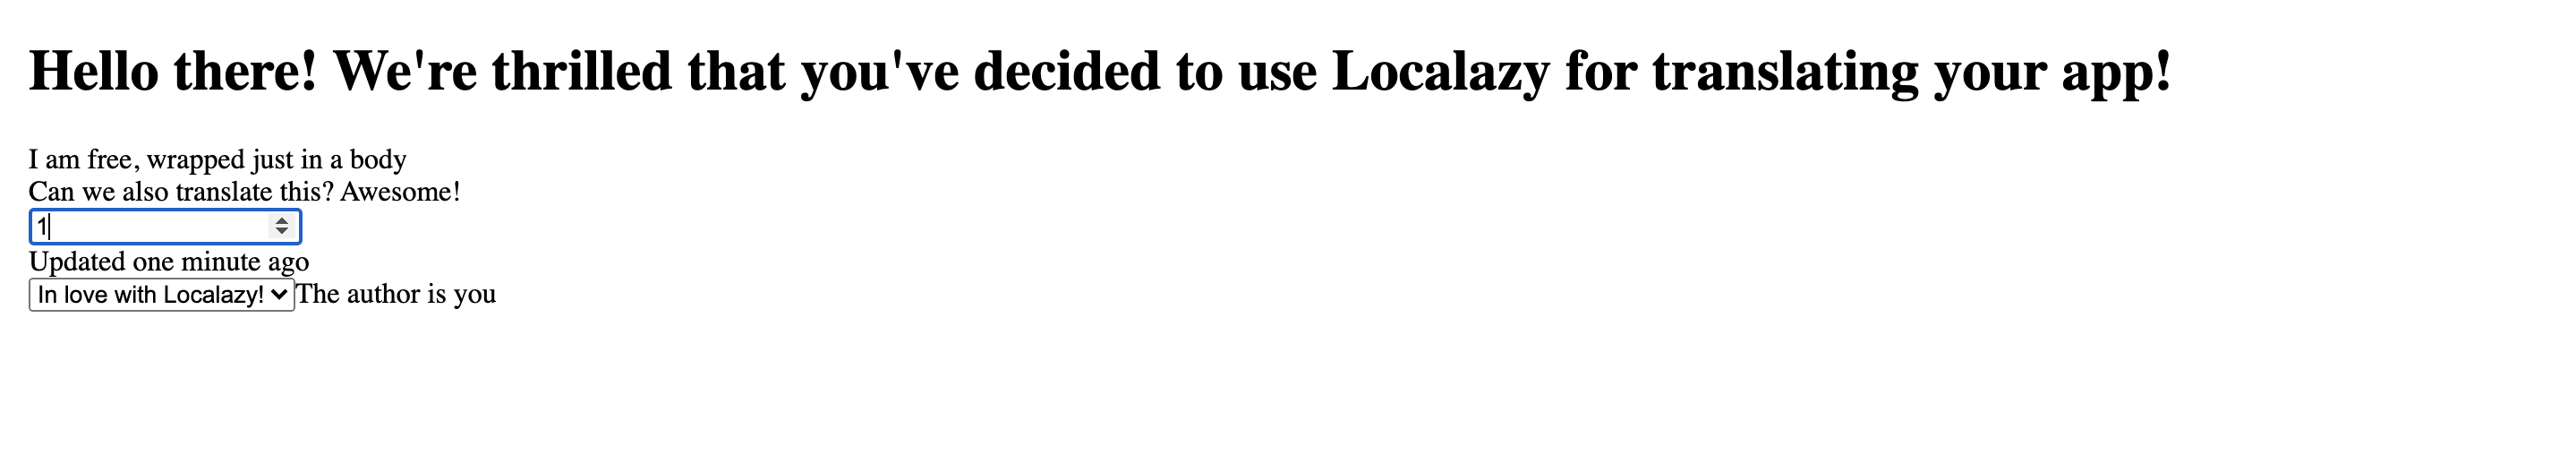 Hello there! We're thrilled that you've decided to use Localazy for translating your app!
I am free, wrapped just in a body
Can we also translate this? Awesome!
1
Updated one minute ago
In love with Localazy! The author is you